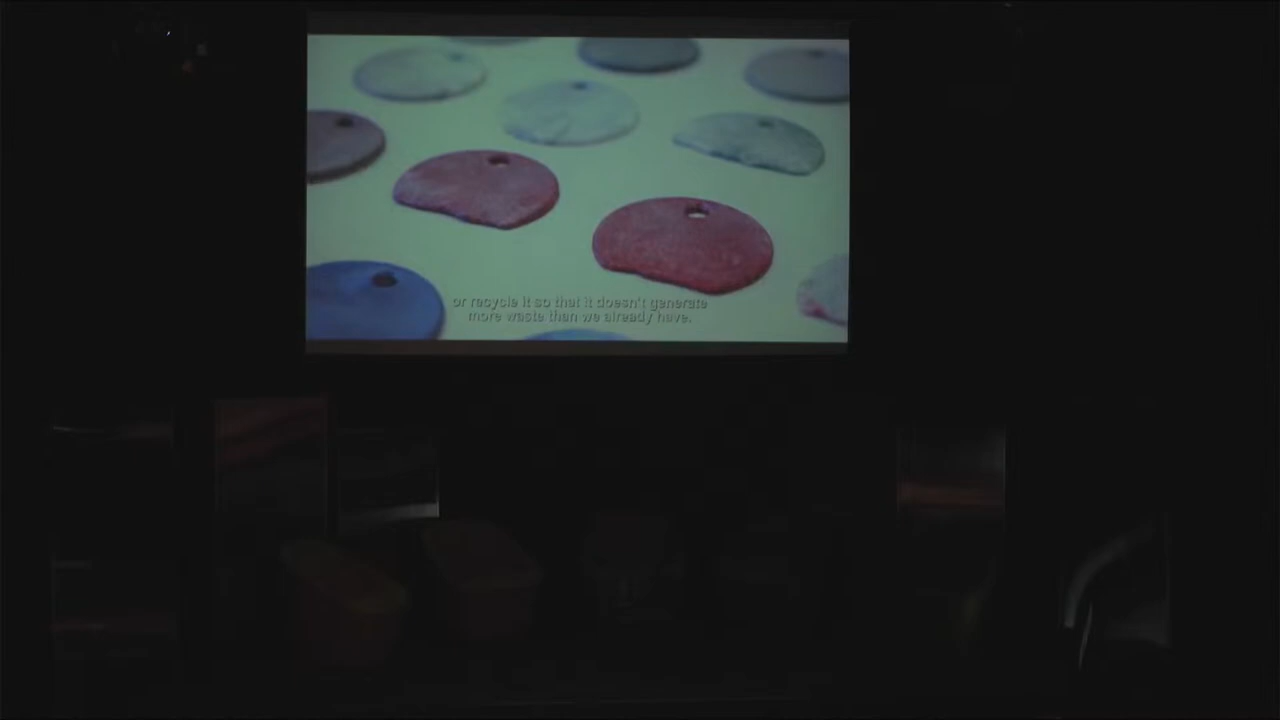 or recycle it so that it doesn't generate
more waste than we already have.